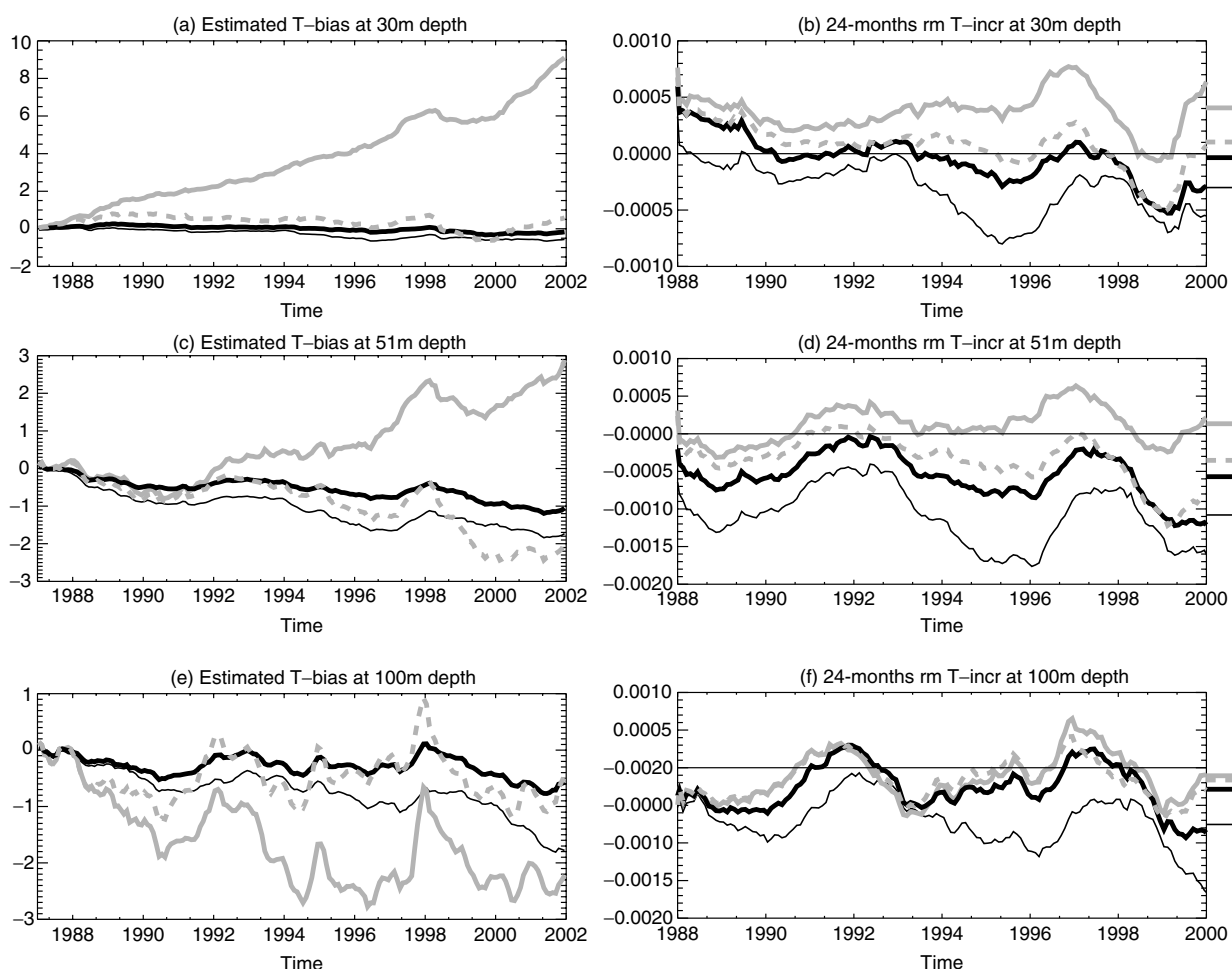 (a) Estimated T−bias at 30m depth
10
8
6
4
2
0
−2
1988 1990 1992 1994 1996 1998 2000 2002
Time
(b) 24-months rm T−incr at 30m depth
0.0010
0.0005
0.0000
−0.0005
−0.0010
1988 1990 1992 1994 1996 1998 2000
Time
(c) Estimated T−bias at 51m depth
3
2
1
0
−1
−2
−3
1988 1990 1992 1994 1996 1998 2000 2002
Time
(d) 24-months rm T−incr at 51m depth
0.0010
0.0005
−0.0000
−0.0005
−0.0010
−0.0015
−0.0020
1988 1990 1992 1994 1996 1998 2000
Time
(e) Estimated T−bias at 100m depth
1
0
−1
−2
−3
1988 1990 1992 1994 1996 1998 2000 2002
Time
(f) 24-months rm T−incr at 100m depth
0.0010
0.0005
−0.0020
−0.0000
−0.0010
−0.0015
−0.0020
1988 1990 1992 1994 1996 1998 2000
Time